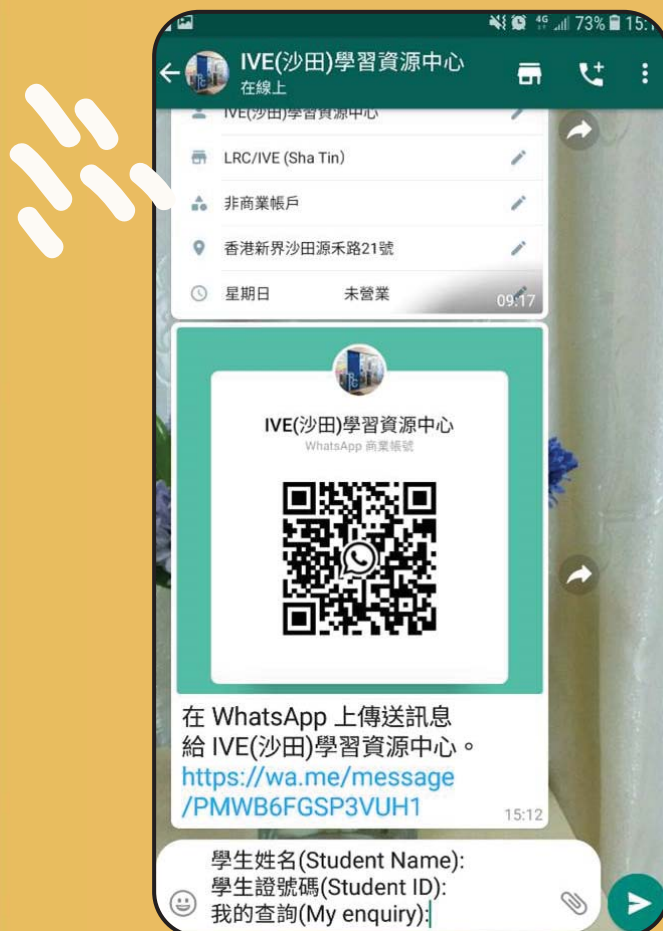 4G 73% 15:1
IVE(沙田)學習資源中心
在線上
IVE(沙田)學習資源中心
LRC/IVE (Sha Tin)
非商業帳戶
香港新界沙田源禾路21號
星期日 未營業
09:17
IVE(沙田)學習資源中心
WhatsApp 商業帳號
在 WhatsApp 上傳送訊息
給 IVE(沙田)學習資源中心。
https://wa.me/message
/PMWB6FGSP3VUH1
15:12
學生姓名(Student Name):
學生證號碼(Student ID):
我的查詢(My enquiry):